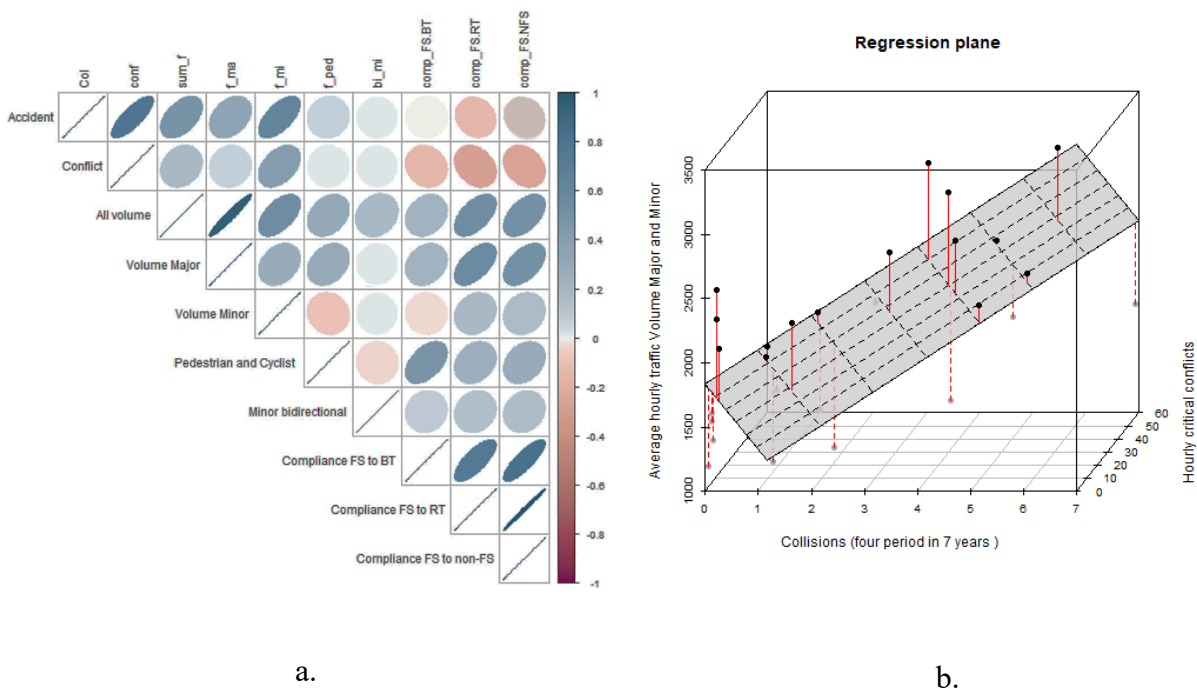 Col
conf
sum_f
f_ma
f_mi
f_ped
bi_mi
comp_FS.BT
comp_FS.RT
comp_FS.NFS
Accident
Conflict
All volume
Volume Major
Volume Minor
Pedestrian and Cyclist
Minor bidirectional
Compliance FS to BT
Compliance FS to RT
Compliance FS to non-FS
1
0.8
0.6
0.4
0.2
0
-0.2
-0.4
-0.6
-0.8
-1
a.
Regression plane
Average hourly traffic Volume Major and Minor
3500
3000
2500
2000
1500
1000
0 1 2 3 4 5 6 7
Collisions (four period in 7 years )
0 10 20 30 40 50 60
Hourly critical conflicts
b.